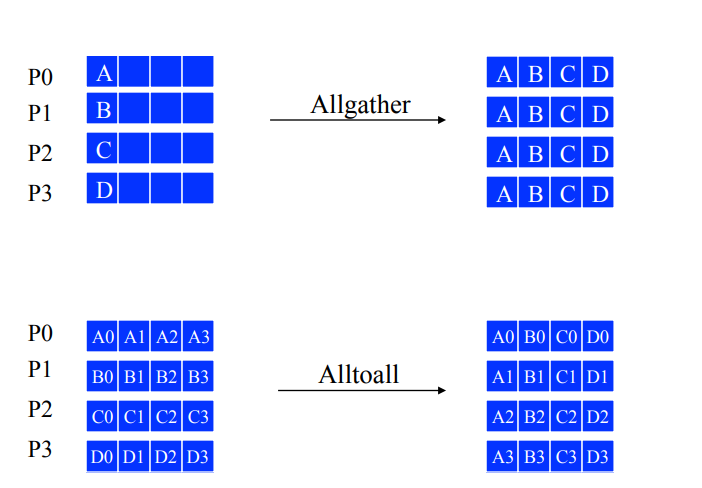 P0 A A B C D
Allgather
P1 B A B C D
P2 C A B C D
P3 D A B C D
P0 A0 A1 A2 A3 A0 B0 C0 D0
P1 B0 B1 B2 B3 A1 B1 C1 D1
Alltoall
P2 C0 C1 C2 C3 A2 B2 C2 D2
P3 D0 D1 D2 D3 A3 B3 C3 D3